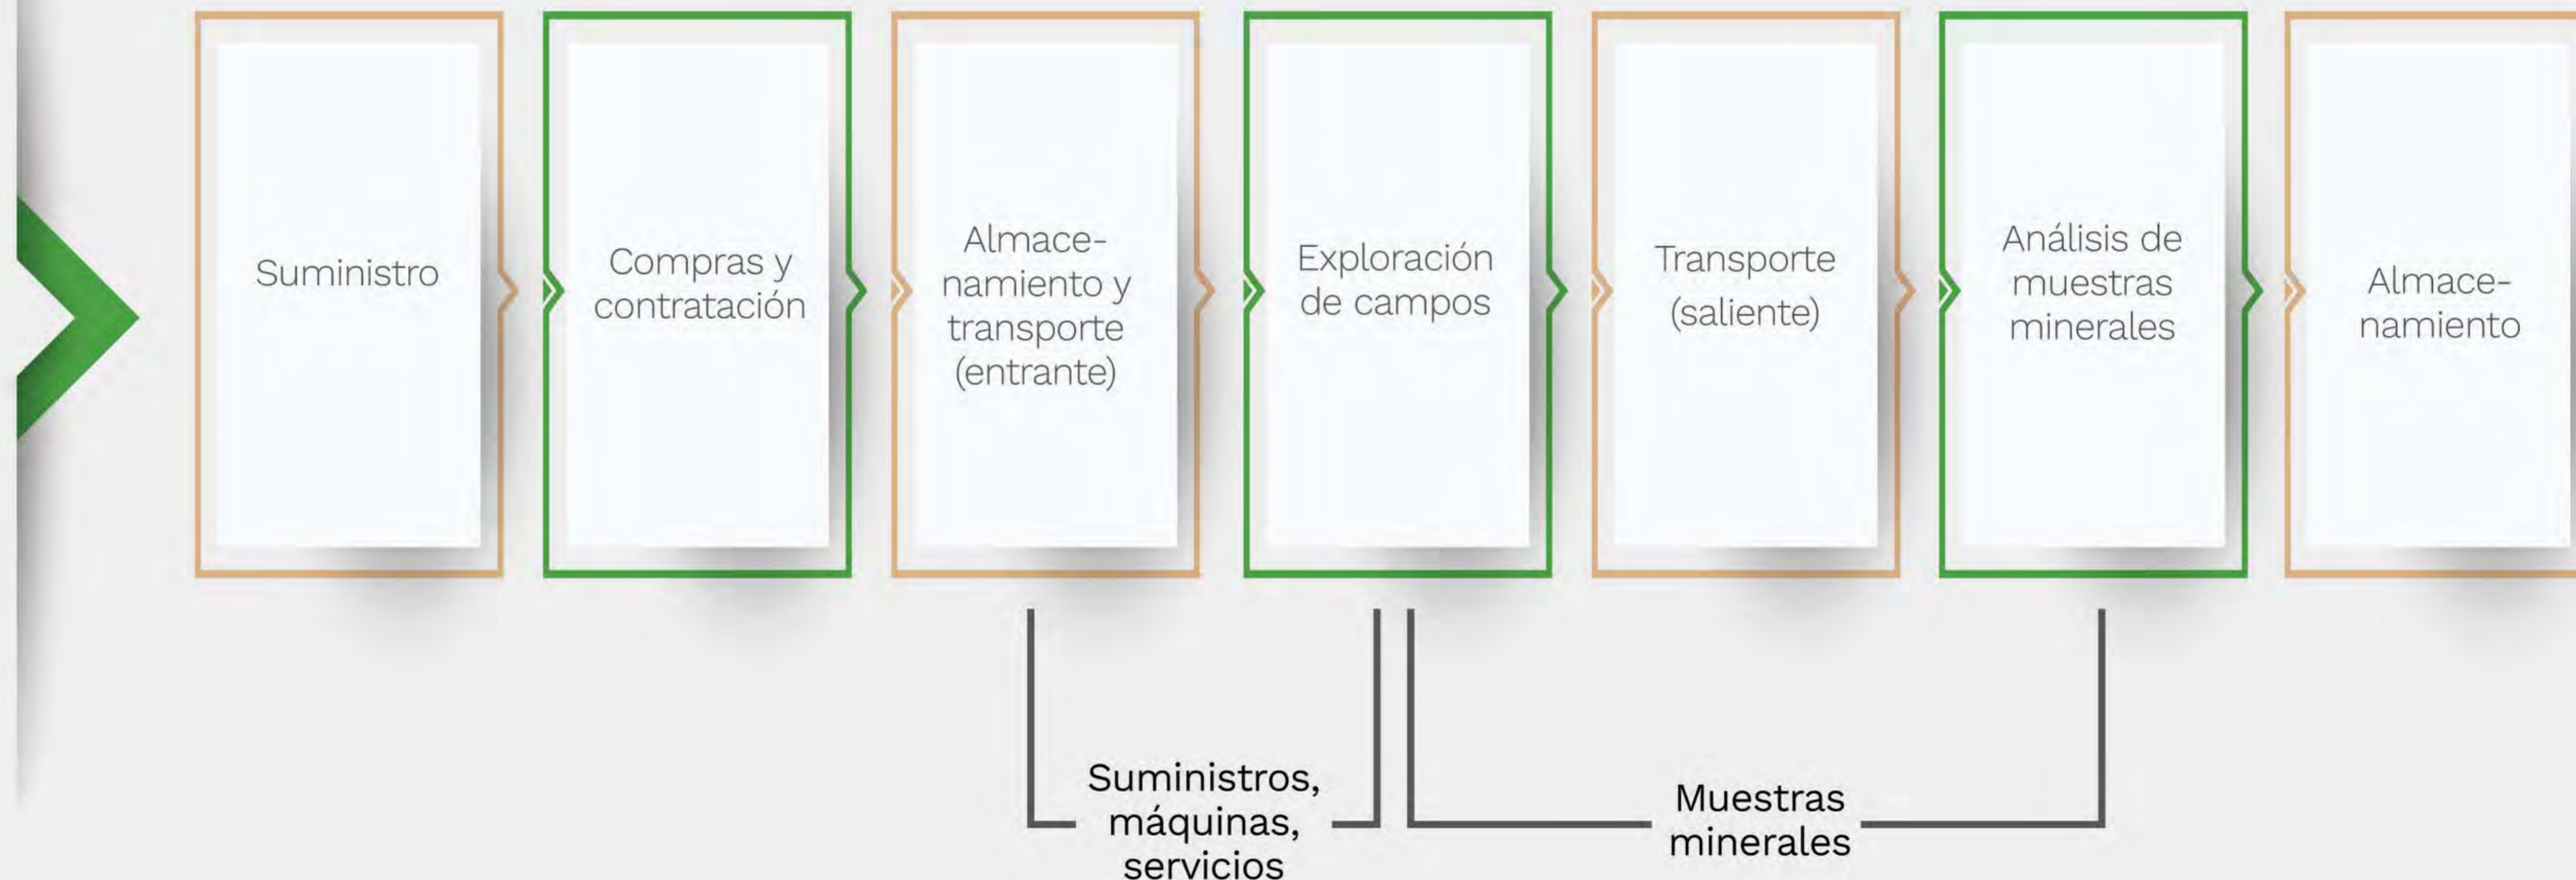 Suministro
Compras y
contratación
Almace-
namiento y
transporte
(entrante)
Exploración
de campos
Transporte
(saliente)
Análisis de
muestras
minerales
Almace-
namiento
Suministros,
máquinas,
servicios
Muestras
minerales